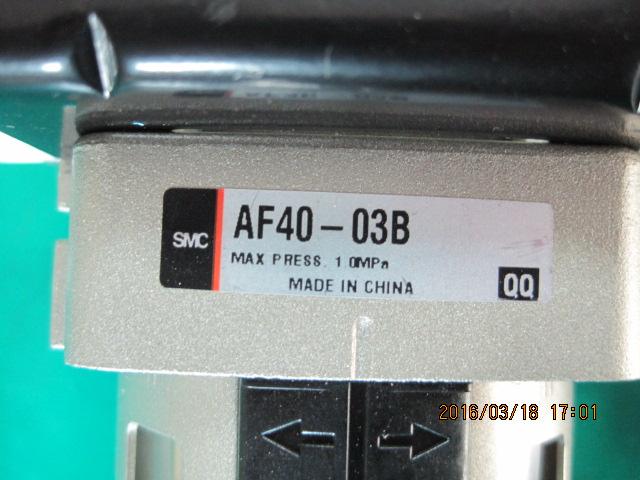 SMC
AF40-03B
MAX PRESS. 1.0MPa
MADE IN CHINA
QQ
2016/03/18 17:01